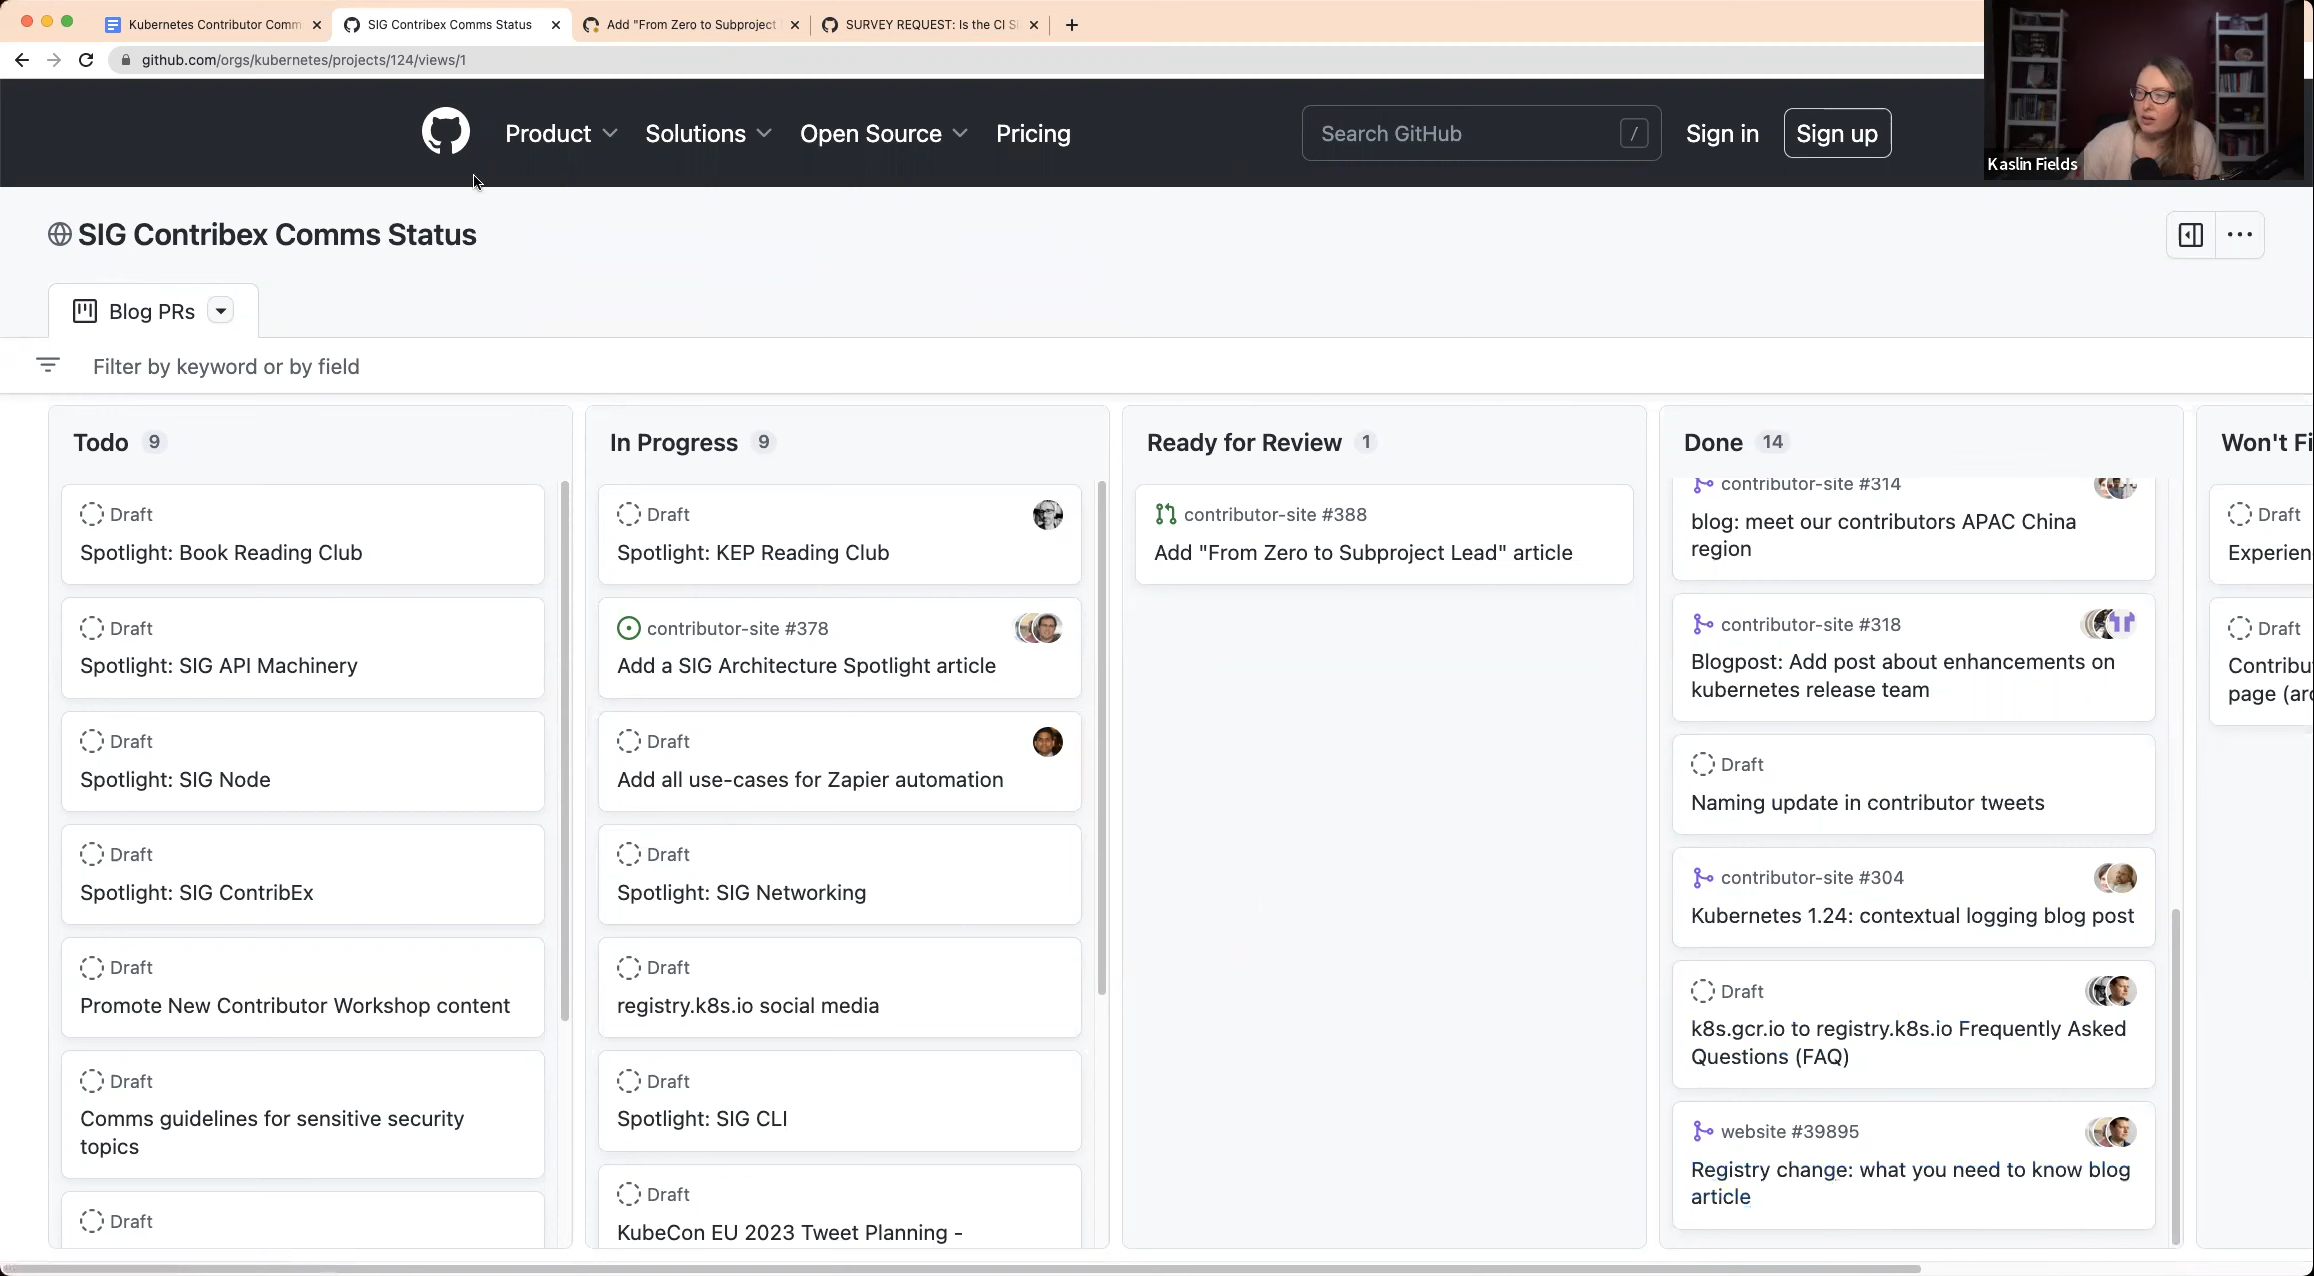 Kubernetes Contributor Comm
SIG Contribex Comms Status
Add "From Zero to Subproject
SURVEY REQUEST: Is the CI S
github.com/orgs/kubernetes/projects/124/views/1
Product
Solutions
Open Source
Pricing
Search GitHub
/
Sign in
Sign up
Kaslin Fields
SIG Contribex Comms Status
Blog PRs
Filter by keyword or by field
Todo 9
Draft
Spotlight: Book Reading Club
Draft
Spotlight: SIG API Machinery
Draft
Spotlight: SIG Node
Draft
Spotlight: SIG ContribEx
Draft
Promote New Contributor Workshop content
Draft
Comms guidelines for sensitive security
topics
Draft
In Progress 9
Draft
Spotlight: KEP Reading Club
contributor-site #378
Add a SIG Architecture Spotlight article
Draft
Add all use-cases for Zapier automation
Draft
Spotlight: SIG Networking
Draft
registry.k8s.io social media
Draft
Spotlight: SIG CLI
Draft
KubeCon EU 2023 Tweet Planning -
Ready for Review 1
contributor-site #388
Add "From Zero to Subproject Lead" article
Done 14
contributor-site #314
blog: meet our contributors APAC China
region
contributor-site #318
Blogpost: Add post about enhancements on
kubernetes release team
Draft
Naming update in contributor tweets
contributor-site #304
Kubernetes 1.24: contextual logging blog post
Draft
k8s.gcr.io to registry.k8s.io Frequently Asked
Questions (FAQ)
website #39895
Registry change: what you need to know blog
article
Won't Fi
Draft
Experien
Draft
Contribu
page (arc